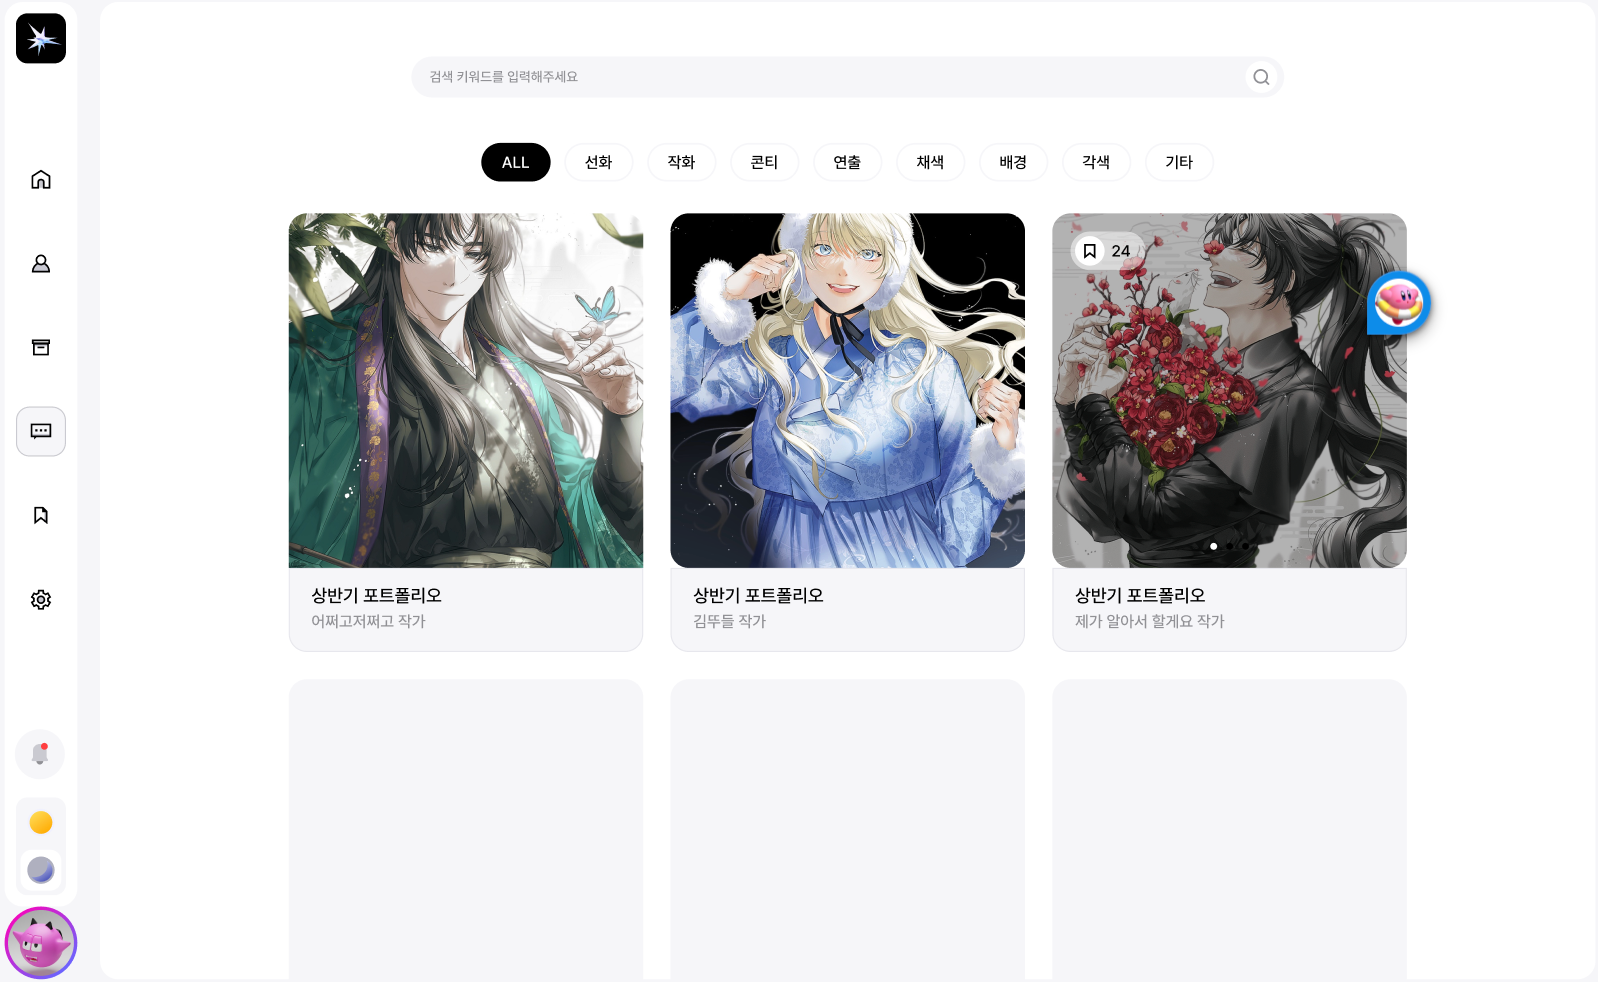 검색 키워드를 입력해주세요
ALL 선화 작화 콘티 연출 채색 배경 각색 기타
24
상반기 포트폴리오
어쩌고저쩌고 작가
상반기 포트폴리오
김뚜들 작가
상반기 포트폴리오
제가 알아서 할게요 작가